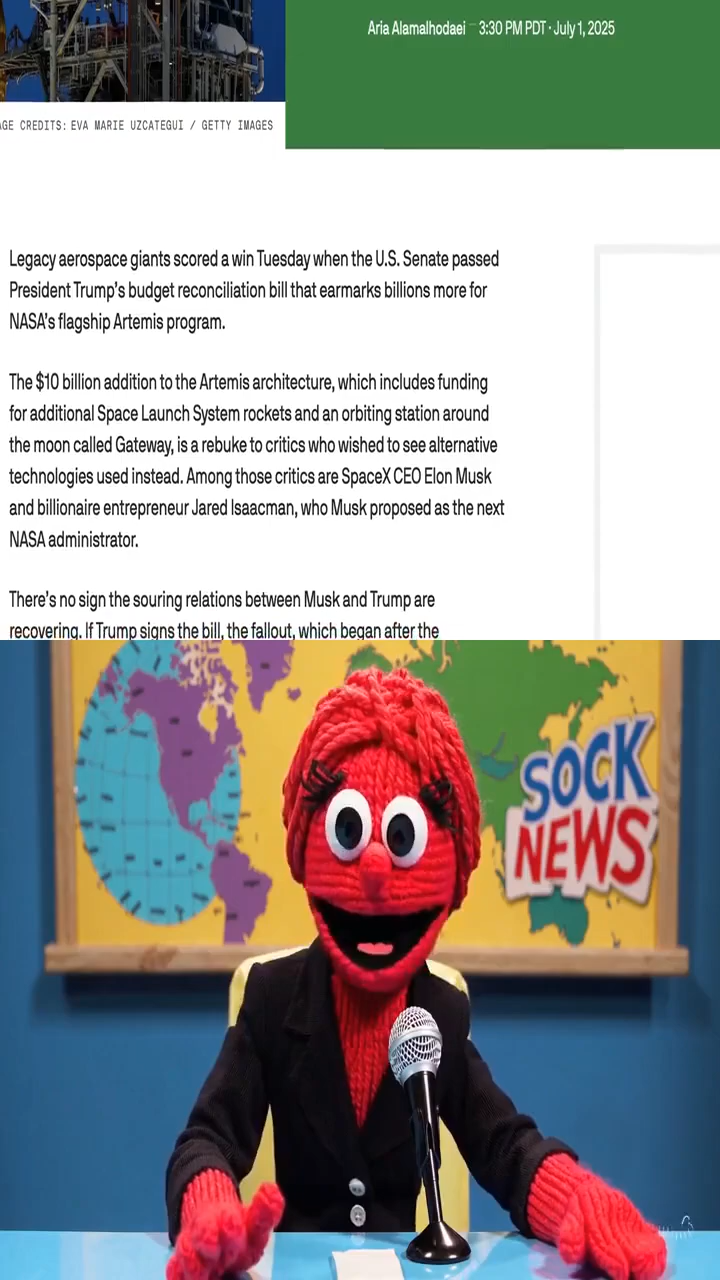 Aria Alamalhodaei — 3:30 PM PDT · July 1, 2025
AGE CREDITS: EVA MARIE UZCATEGUI / GETTY IMAGES
Legacy aerospace giants scored a win Tuesday when the U.S. Senate passed
President Trump’s budget reconciliation bill that earmarks billions more for
NASA’s flagship Artemis program.
The $10 billion addition to the Artemis architecture, which includes funding
for additional Space Launch System rockets and an orbiting station around
the moon called Gateway, is a rebuke to critics who wished to see alternative
technologies used instead. Among those critics are SpaceX CEO Elon Musk
and billionaire entrepreneur Jared Isaacman, who Musk proposed as the next
NASA administrator.
There’s no sign the souring relations between Musk and Trump are
recovering. If Trump signs the bill, the fallout, which began after the
SOCK
NEWS